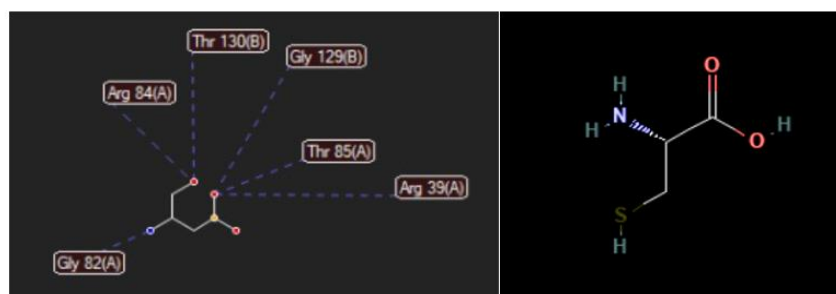 Thr 130(B)
Gly 129(B)
Arg 84(A)
Thr 85(A)
Arg 39(A)
Gly 82(A)
O
H
N
H
O
H
S
H